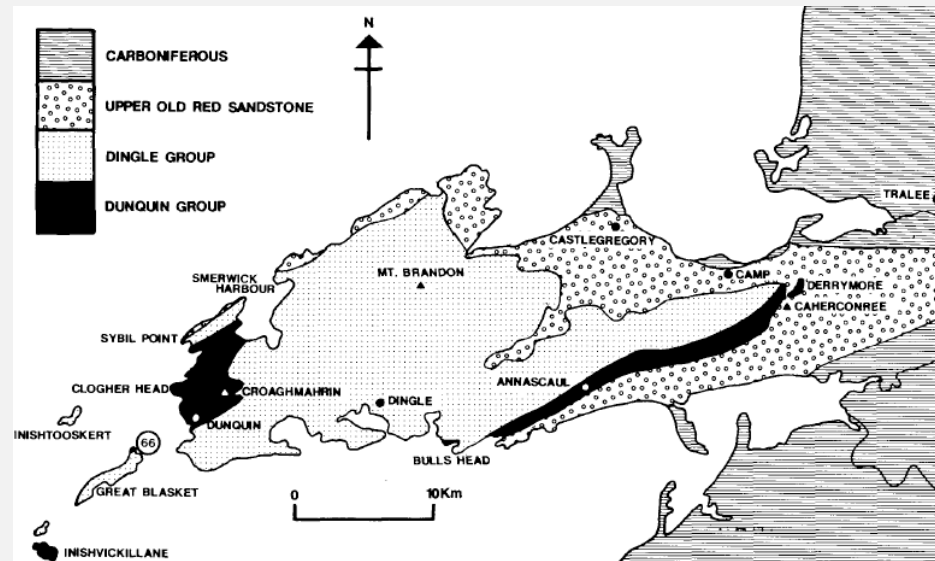 CARBONIFEROUS
UPPER OLD RED SANDSTONE
DINGLE GROUP
DUNQUIN GROUP
N
TRALEE
CASTLEGREGORY
MT. BRANDON
CAMP
SMERWICK
HARBOUR
DERRYMORE
CAHERCONREE
SYBIL POINT
CLOGHER HEAD
CROAGHMAHRIN
ANNASCAUL
DINGLE
DUNQUIN
INISHTOOSKERT
66
BULLS HEAD
GREAT BLASKET
0 10Km
INISHVICKILLANE